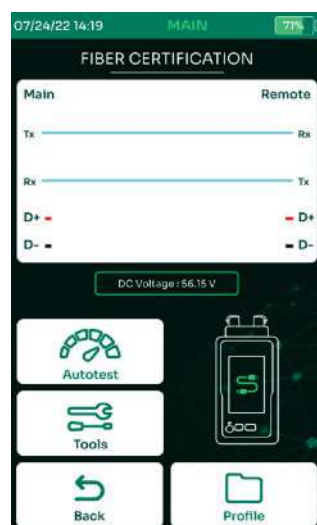 07/24/22 14:19 MAIN 71%
FIBER CERTIFICATION
Main Remote
Tx Rx
Rx Tx
D+ D+
D- D-
DC Voltage : 56.15 V
Autotest
Tools
Back Profile